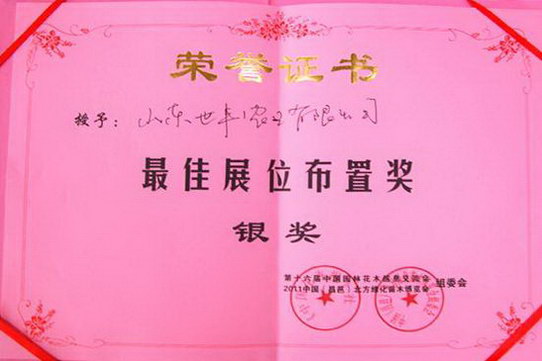 荣誉证书
授予：山东世丰农业有限公司
最佳展位布置奖
银奖
第十六届中国园林花木信息交流会
2011中国（昌邑）北方绿化苗木博览会
组委会